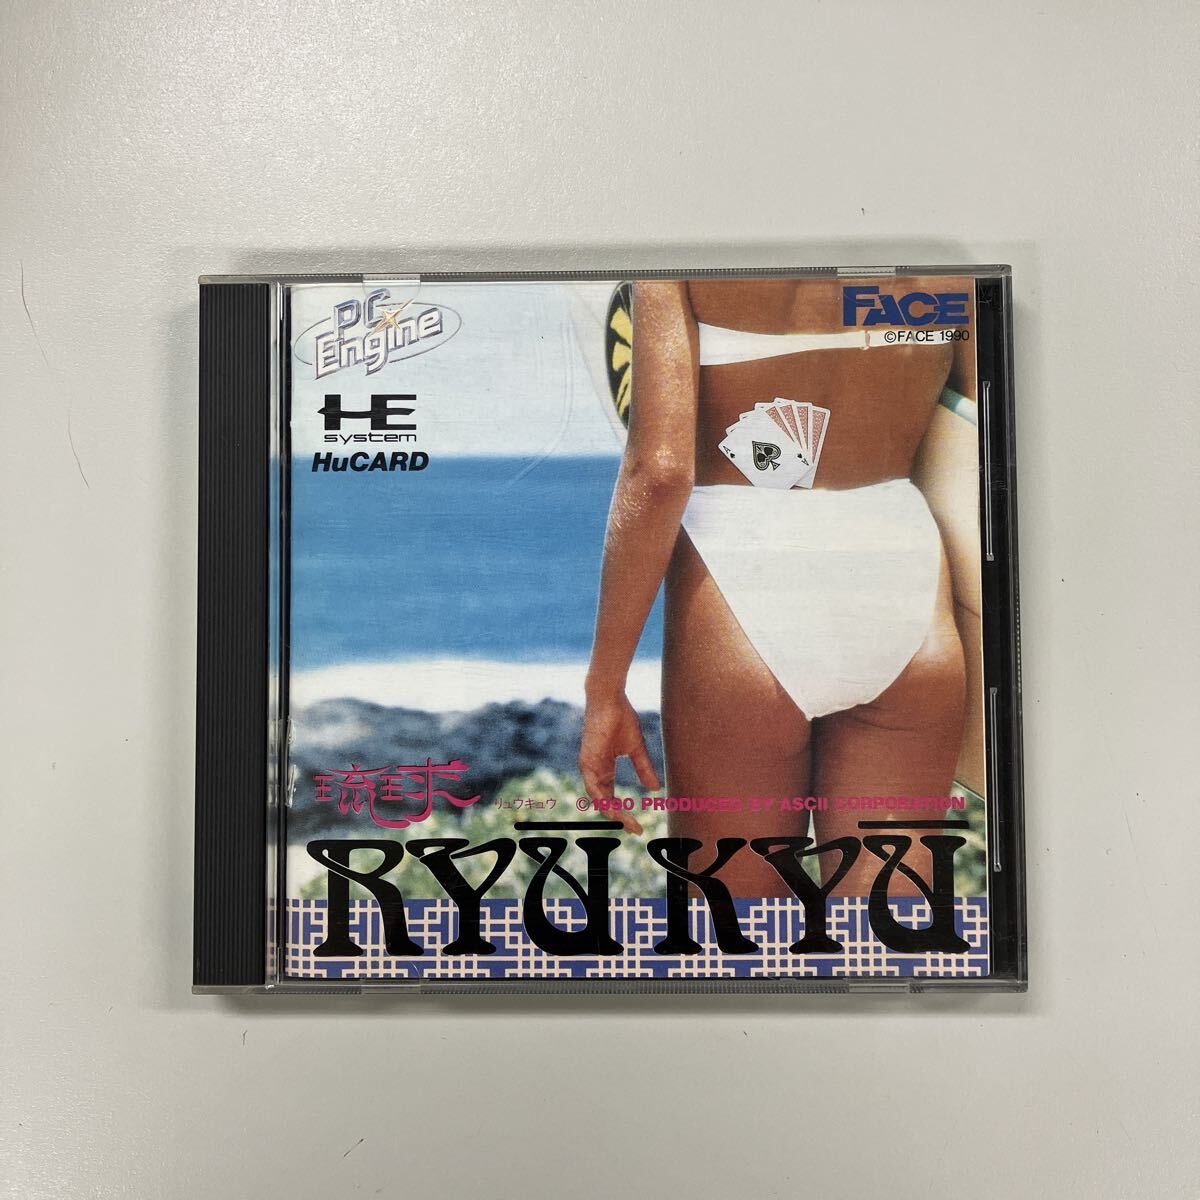 PC Engine
FACE
©FACE 1990
HE
system
HuCARD
琉球
リュウキュウ
©1990 PRODUCED BY ASCII CORPORATION
RYŪKYŪ